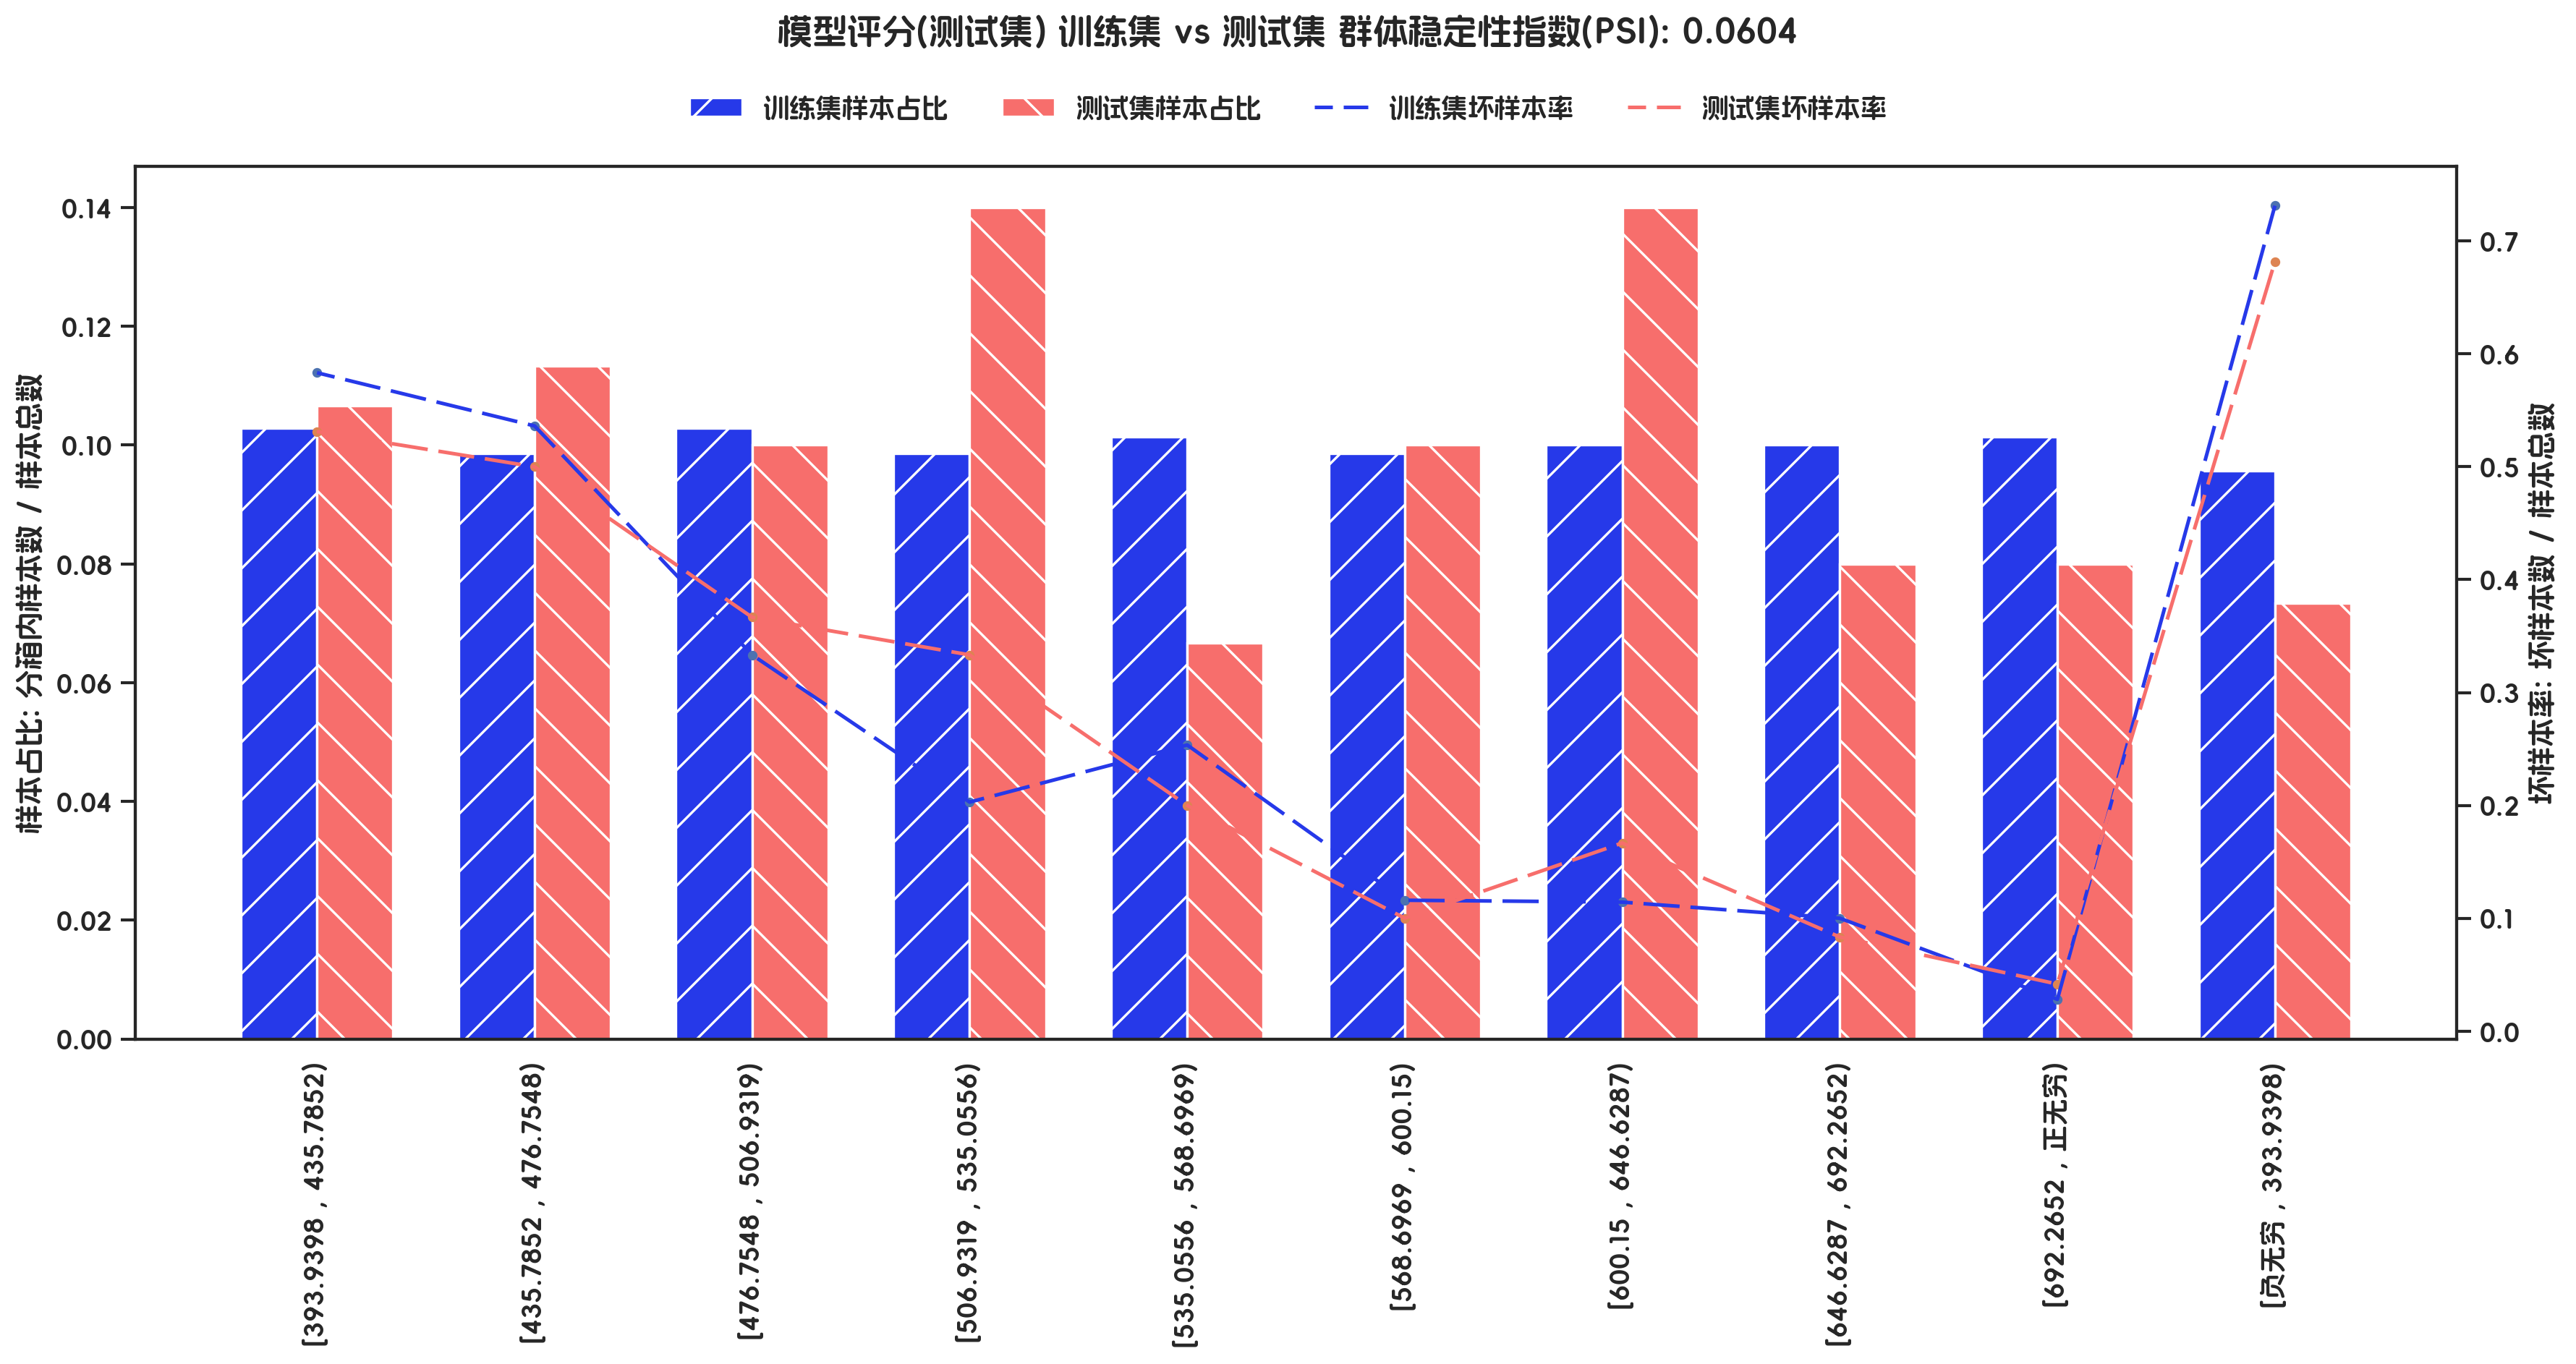 模型评分(测试集) 训练集 vs 测试集 群体稳定性指数(PSI): 0.0604
训练集样本占比 测试集样本占比 训练集坏样本率 测试集坏样本率
样本占比: 分箱内样本数 / 样本总数
0.14
0.12
0.10
0.08
0.06
0.04
0.02
0.00
0.7
0.6
0.5
0.4
0.3
0.2
0.1
0.0
坏样本率: 坏样本数 / 样本总数
[393.9398 , 435.7852)
[435.7852 , 476.7548)
[476.7548 , 506.9319)
[506.9319 , 535.0556)
[535.0556 , 568.6969)
[568.6969 , 600.15)
[600.15 , 646.6287)
[646.6287 , 692.2652)
[692.2652 , 正无穷)
[负无穷 , 393.9398)